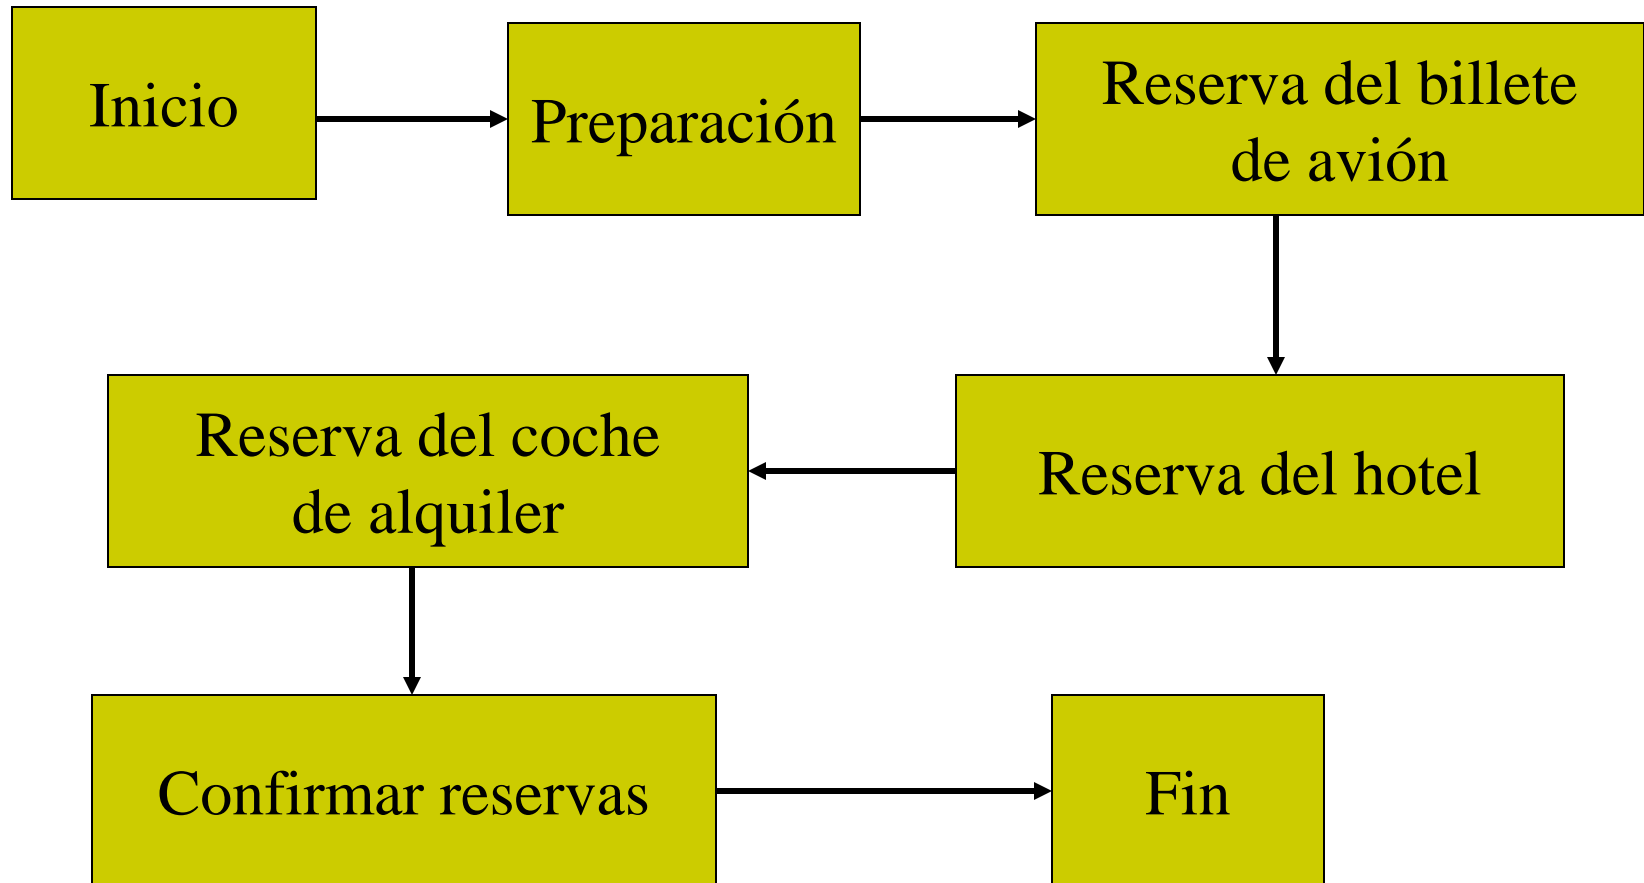 Inicio
Preparación
Reserva del billete
de avión
Reserva del hotel
Reserva del coche
de alquiler
Confirmar reservas
Fin